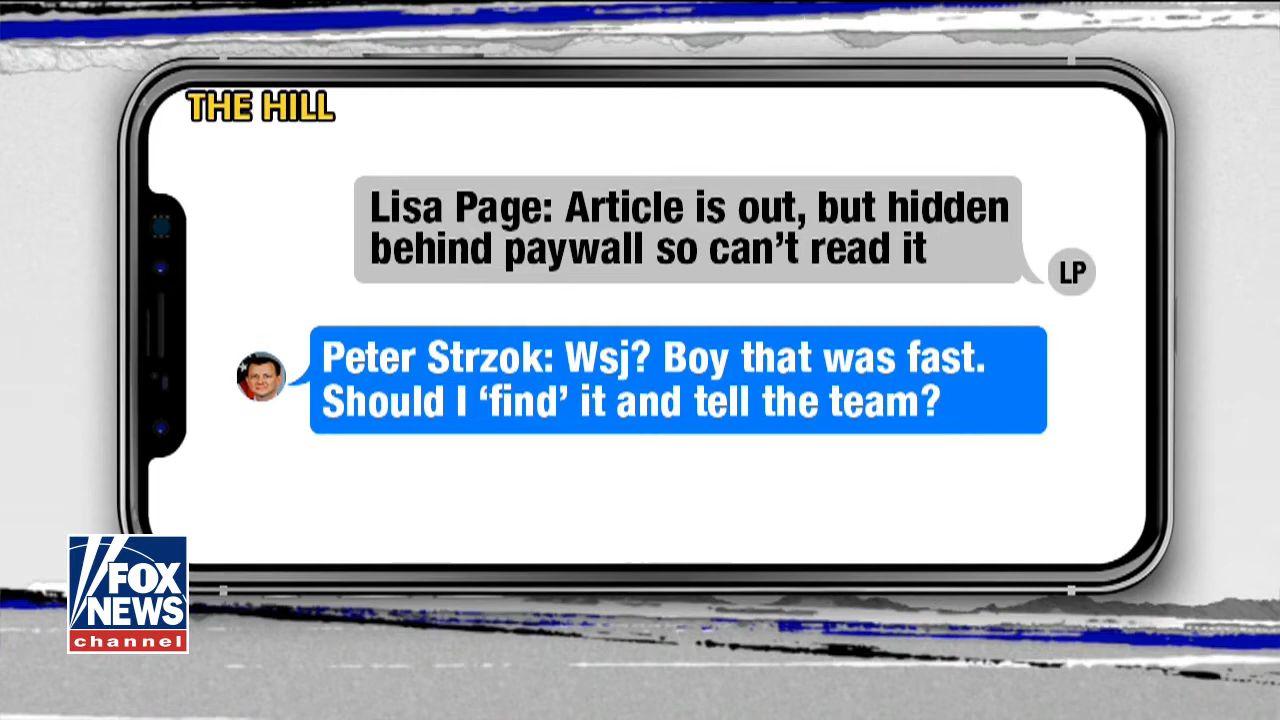 THE HILL
Lisa Page: Article is out, but hidden
behind paywall so can’t read it
LP
Peter Strzok: Wsj? Boy that was fast.
Should I ‘find’ it and tell the team?
FOX
NEWS
channel